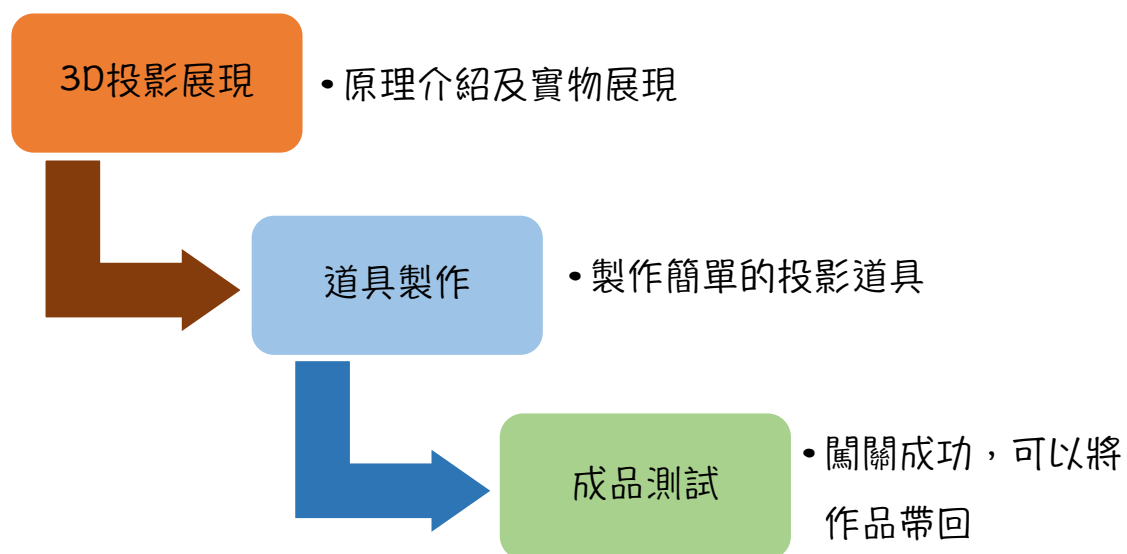 3D投影展現
•原理介紹及實物展現
道具製作
•製作簡單的投影道具
成品測試
•闖關成功，可以將
作品帶回